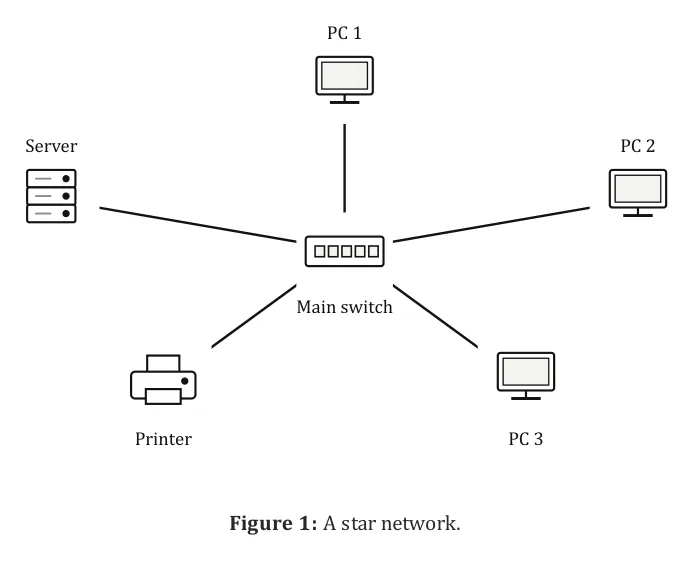 PC 1
Server
PC 2
Main switch
Printer
PC 3
Figure 1: A star network.